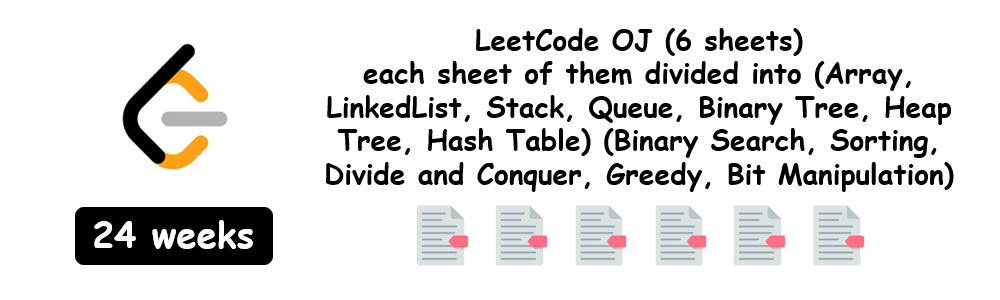 LeetCode OJ (6 sheets)
each sheet of them divided into (Array,
LinkedList, Stack, Queue, Binary Tree, Heap
Tree, Hash Table) (Binary Search, Sorting,
Divide and Conquer, Greedy, Bit Manipulation)
24 weeks